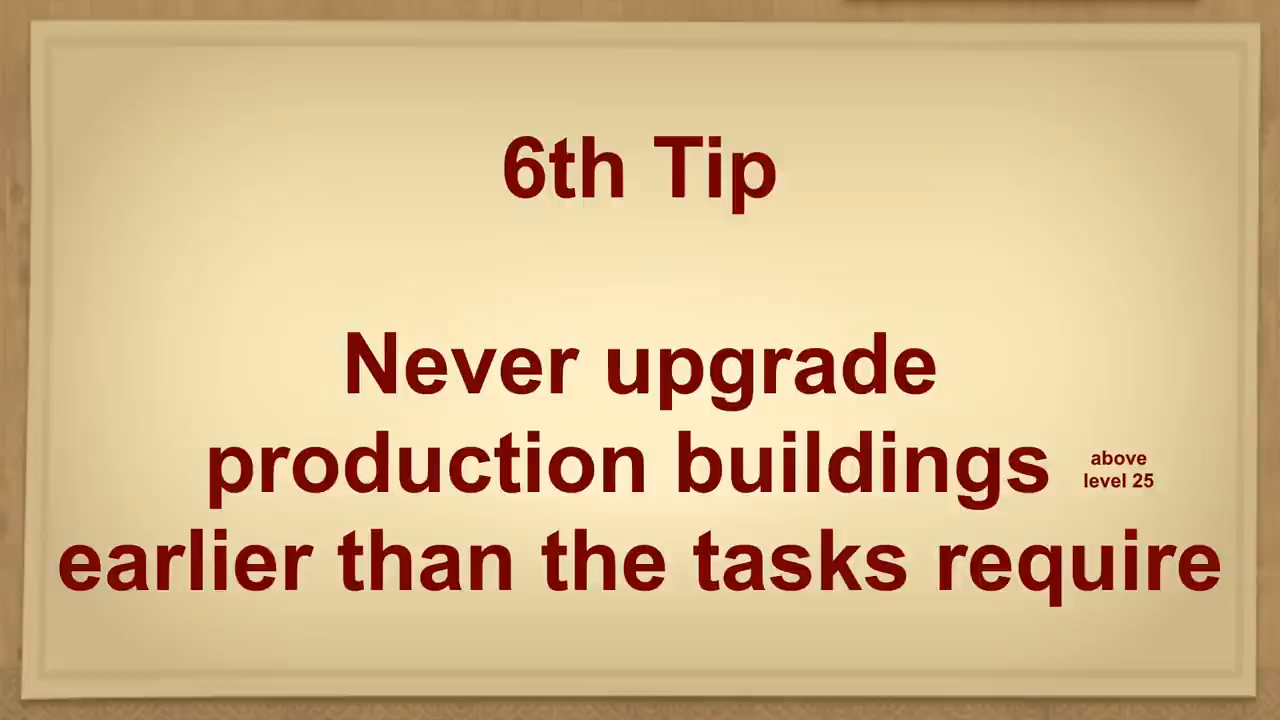 6th Tip
Never upgrade
production buildings
above
level 25
earlier than the tasks require